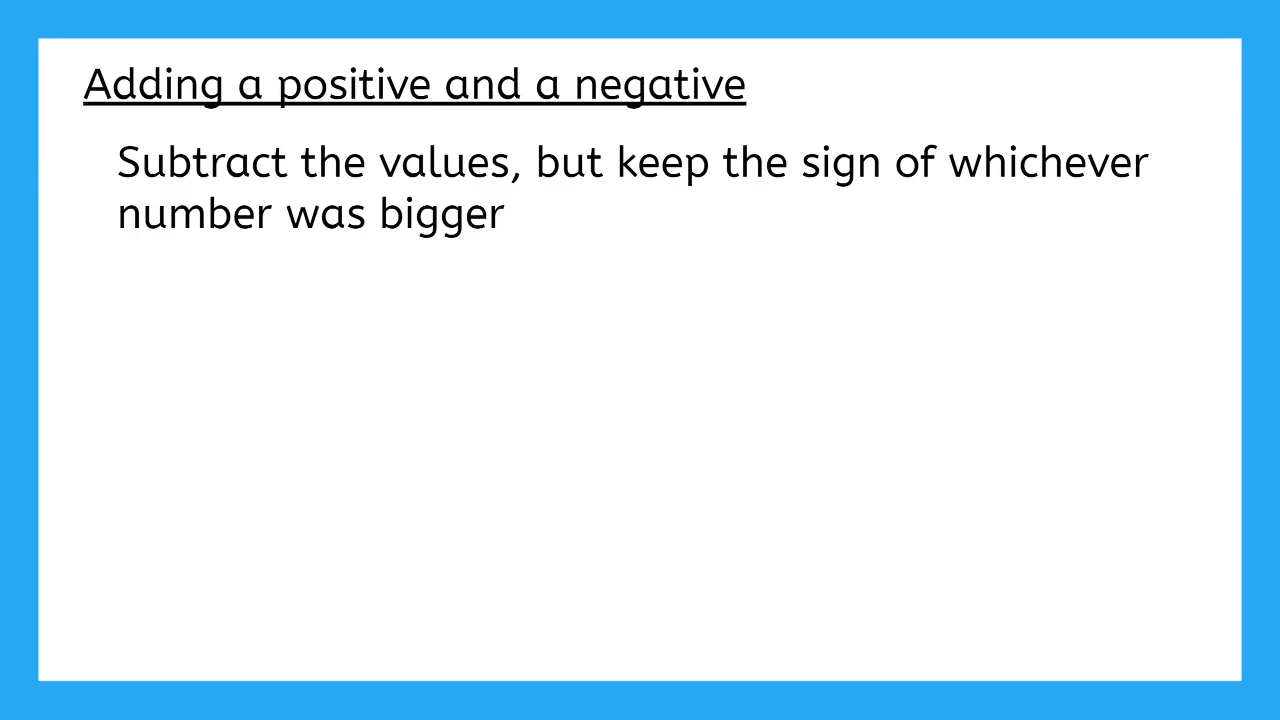 Adding a positive and a negative
Subtract the values, but keep the sign of whichever
number was bigger